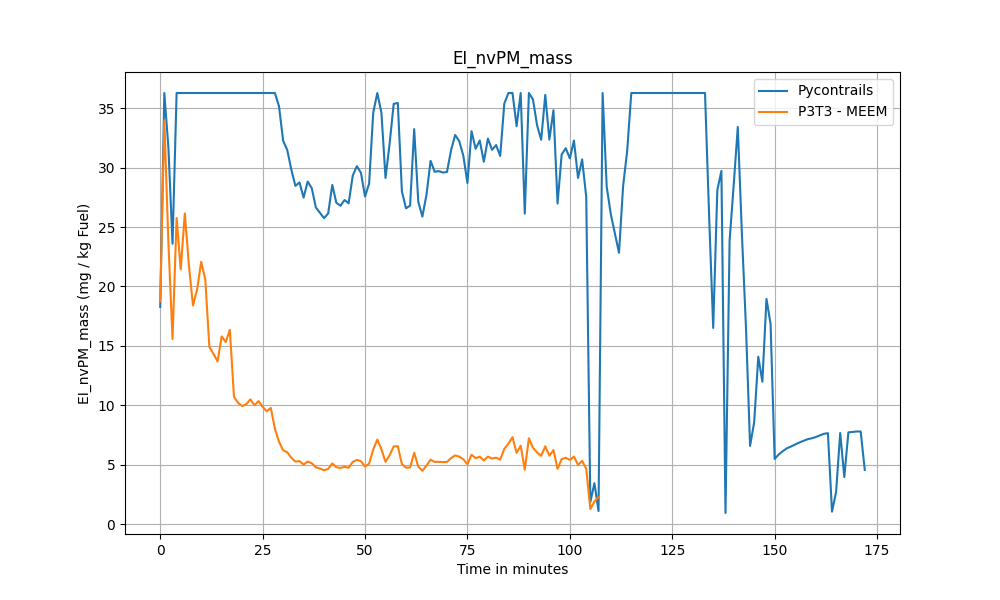 EI_nvPM_mass
Pycontrails
P3T3 - MEEM
EI_nvPM_mass (mg / kg Fuel)
35
30
25
20
15
10
5
0
0 25 50 75 100 125 150 175
Time in minutes